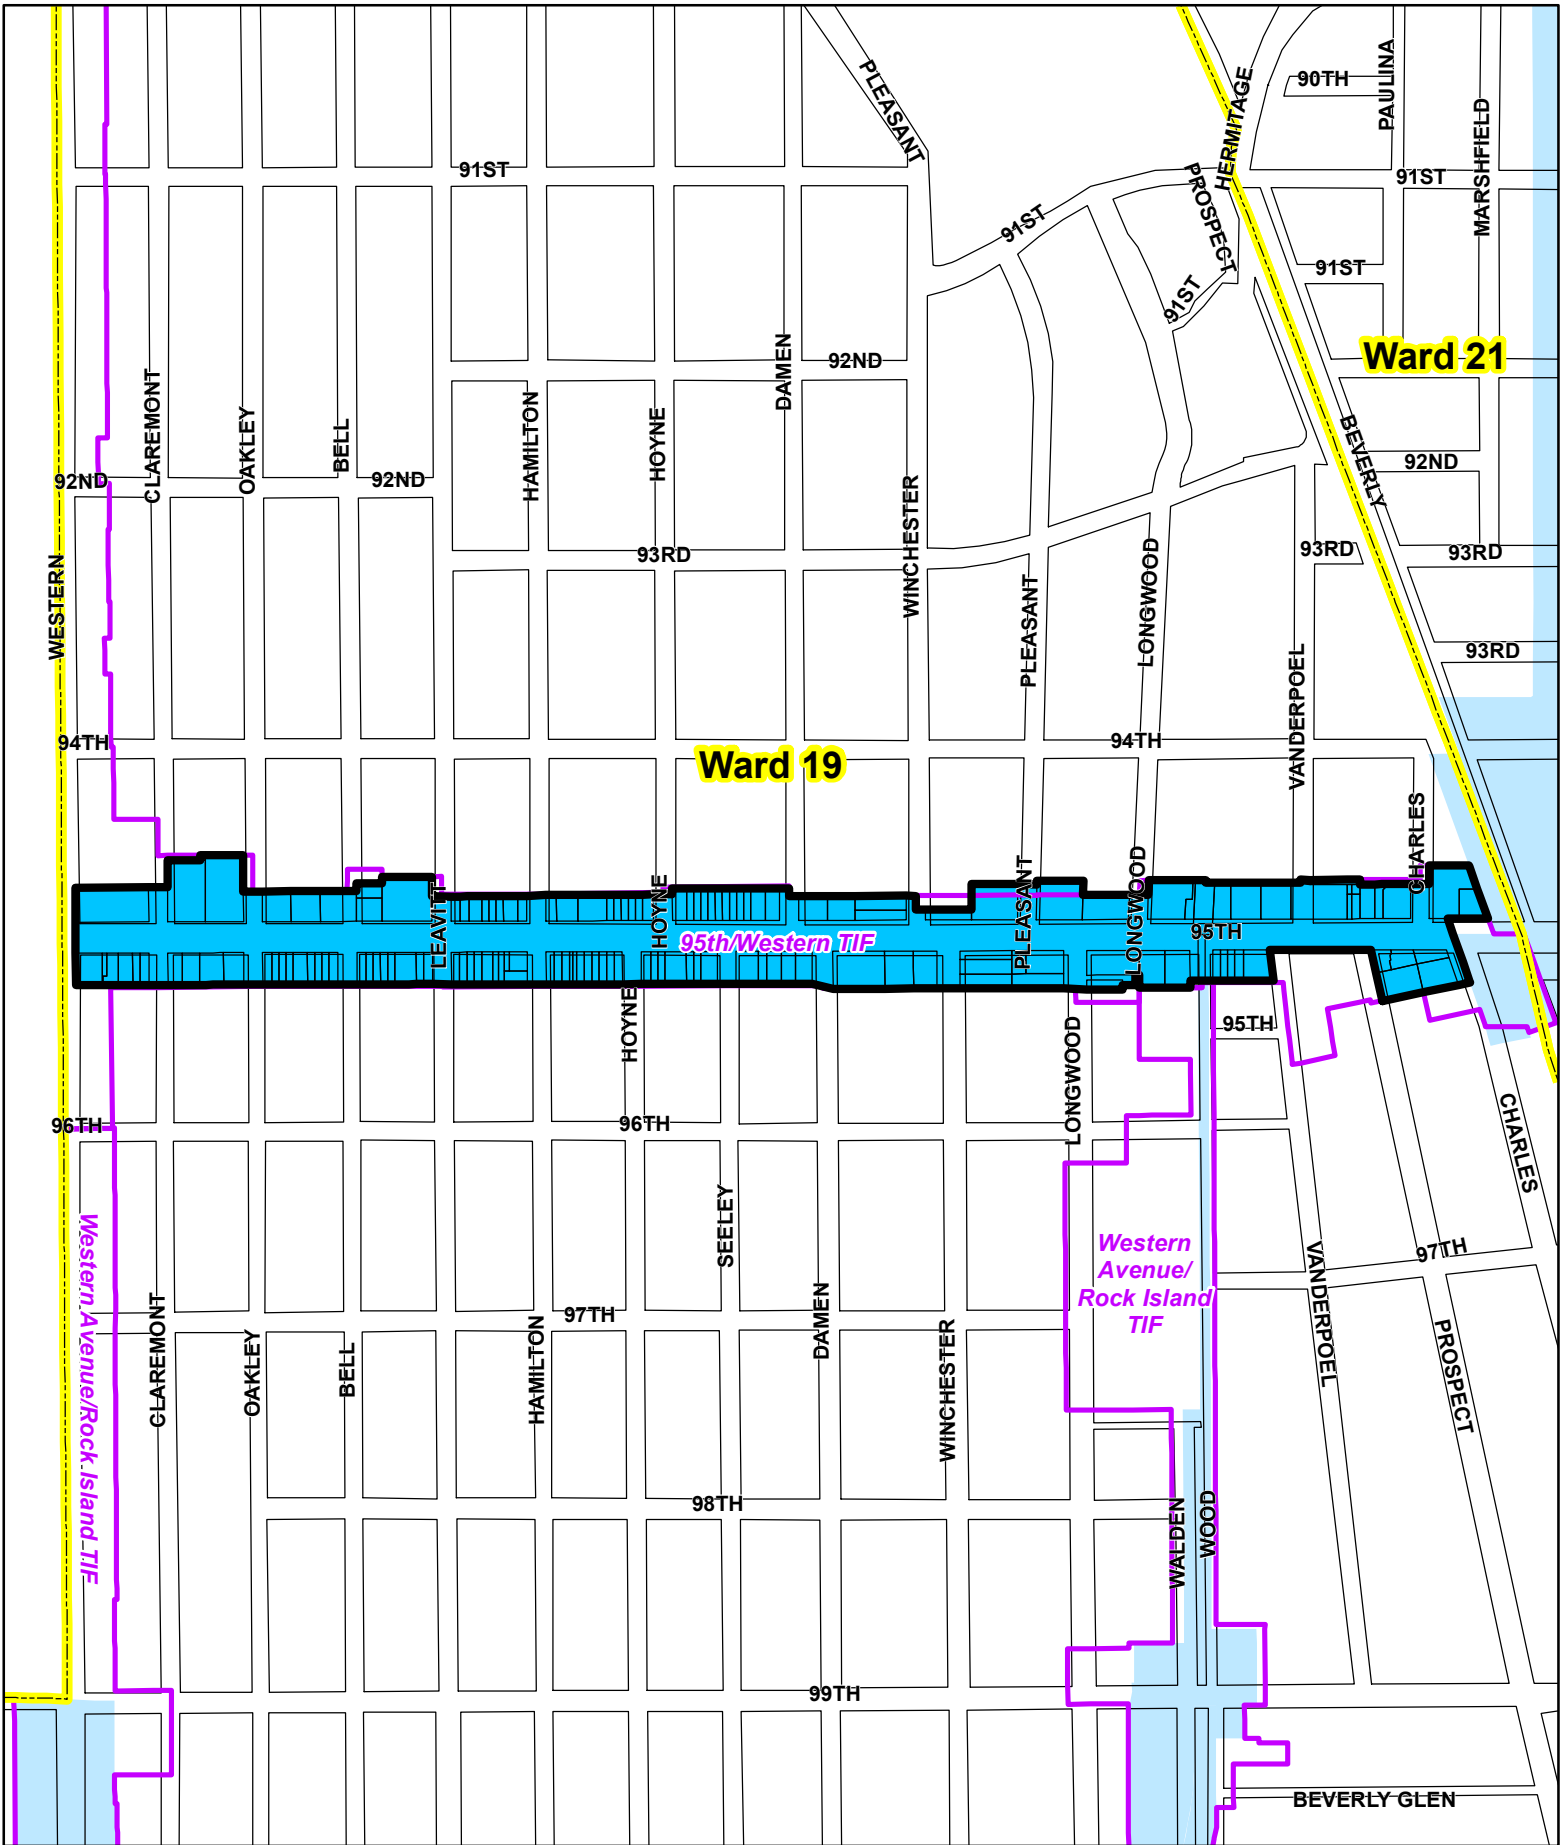 PLEASANT
HERMITAGE
90TH
PAULINA
MARSHFIELD
91ST
91ST
91ST
PROSPECT
91ST
91ST
Ward 21
92ND
DAMEN
CLAREMONT
OAKLEY
BELL
HAMILTON
HOYNE
92ND
92ND
92ND
BEVERLY
WINCHESTER
93RD
93RD
93RD
WESTERN
PLEASANT
LONGWOOD
VANDERPOEL
93RD
94TH
94TH
Ward 19
CHARLES
LEAVITT
HOYNE
PLEASANT
LONGWOOD
95TH
95th/Western TIF
HOYNE
LONGWOOD
95TH
96TH
96TH
CHARLES
SEELEY
Western Avenue/Rock Island TIF
Western
Avenue/
Rock Island
TIF
97TH
VANDERPOEL
97TH
CLAREMONT
OAKLEY
BELL
HAMILTON
DAMEN
WINCHESTER
PROSPECT
98TH
WALDEN
WOOD
99TH
BEVERLY GLEN